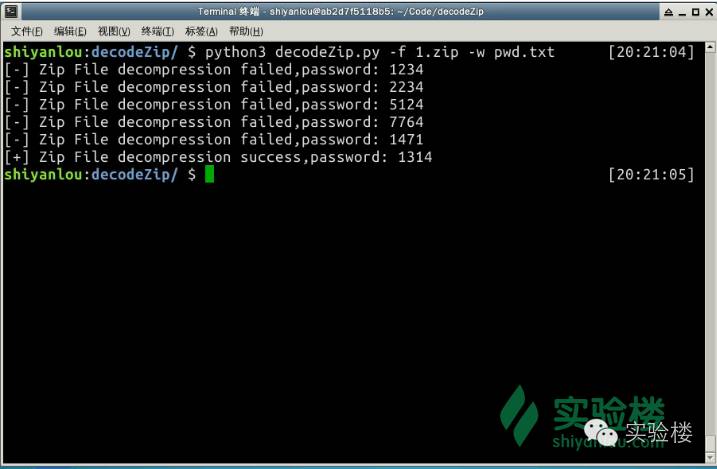 Terminal 终端 - shiyanlou@ab2d7f5118b5: ~/Code/decodeZip
文件(F) 编辑(E) 视图(V) 终端(T) 标签(A) 帮助(H)
shiyanlou:decodeZip/ $ python3 decodeZip.py -f 1.zip -w pwd.txt [20:21:04]
[-] Zip File decompression failed,password: 1234
[-] Zip File decompression failed,password: 2234
[-] Zip File decompression failed,password: 5124
[-] Zip File decompression failed,password: 7764
[-] Zip File decompression failed,password: 1471
[+] Zip File decompression success,password: 1314
shiyanlou:decodeZip/ $ [20:21:05]
实验楼
实验楼
shiyanlou.com